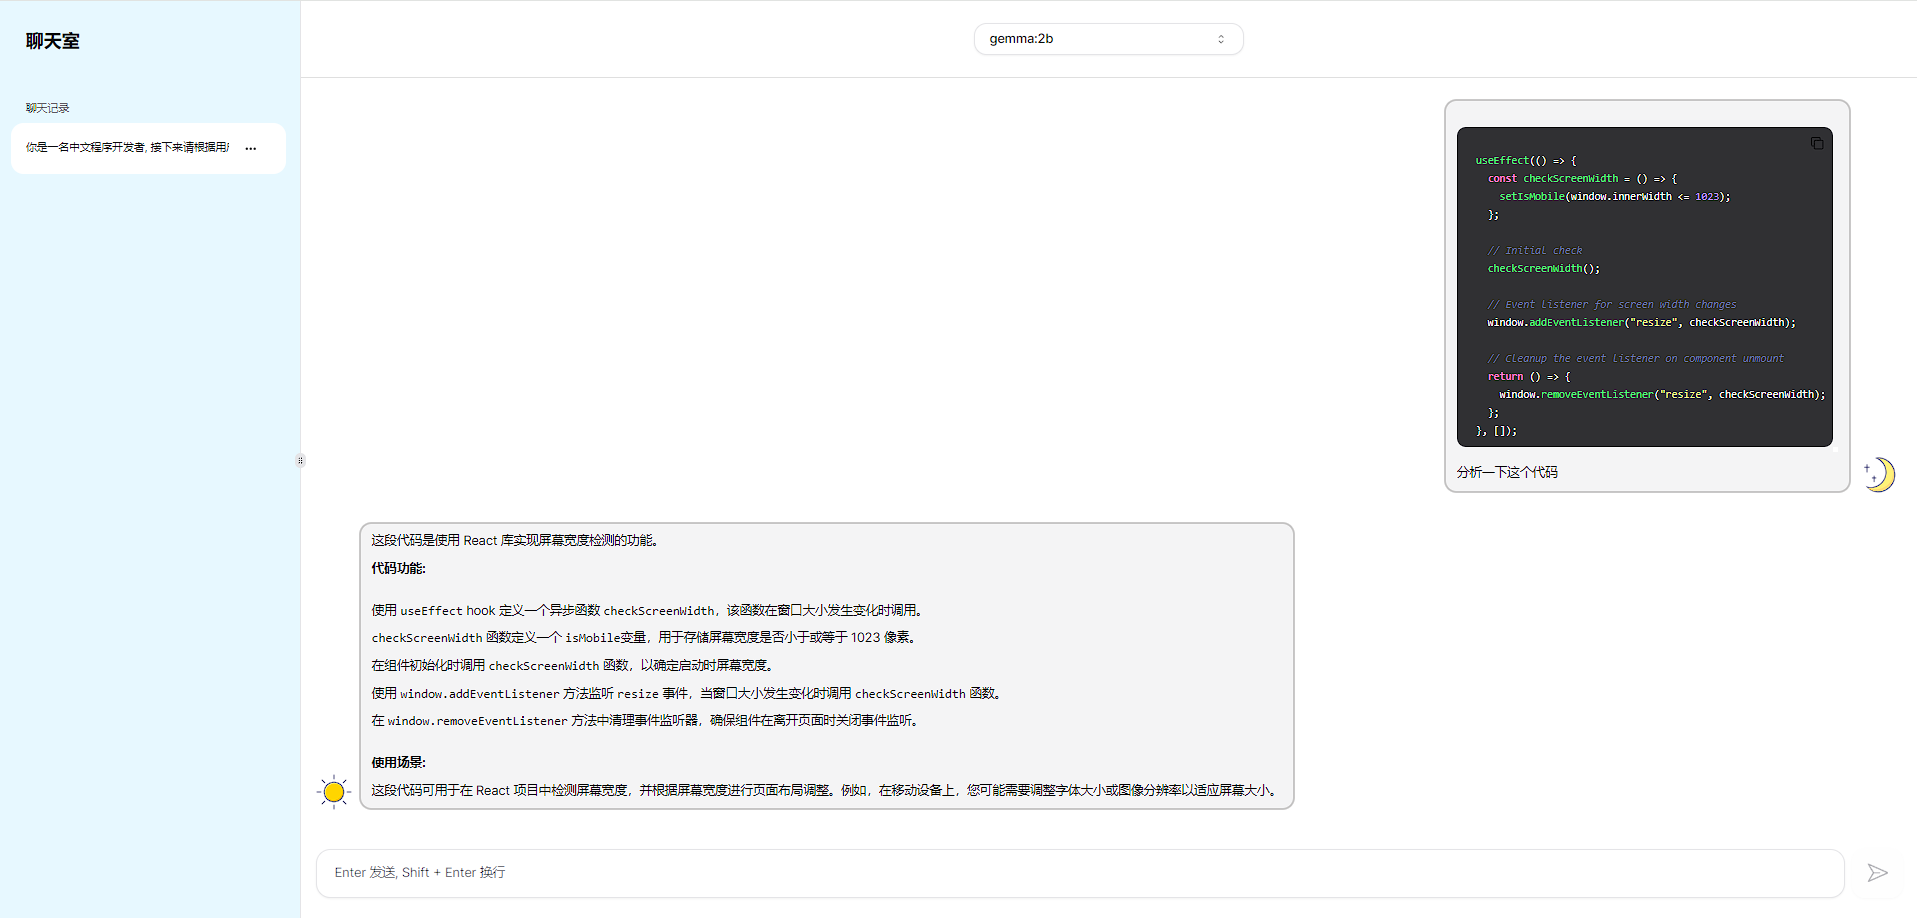 聊天室
聊天记录
你是一名中文程序开发者, 接下来请根据用 ...
gemma:2b
useEffect(() => {
  const checkScreenWidth = () => {
    setIsMobile(window.innerWidth <= 1023);
  };
  // Initial check
  checkScreenWidth();
  // Event listener for screen width changes
  window.addEventListener("resize", checkScreenWidth);
  // Cleanup the event listener on component unmount
  return () => {
    window.removeEventListener("resize", checkScreenWidth);
  };
}, []);
分析一下这个代码
这段代码是使用 React 库实现屏幕宽度检测的功能。
代码功能:
使用 useEffect hook 定义一个异步函数 checkScreenWidth，该函数在窗口大小发生变化时调用。
checkScreenWidth 函数定义一个 isMobile变量，用于存储屏幕宽度是否小于或等于 1023 像素。
在组件初始化时调用 checkScreenWidth 函数，以确定启动时屏幕宽度。
使用 window.addEventListener 方法监听 resize 事件，当窗口大小发生变化时调用 checkScreenWidth 函数。
在 window.removeEventListener 方法中清理事件监听器，确保组件在离开页面时关闭事件监听。
使用场景:
这段代码可用于在 React 项目中检测屏幕宽度，并根据屏幕宽度进行页面布局调整。例如，在移动设备上，您可能需要调整字体大小或图像分辨率以适应屏幕大小。
Enter 发送, Shift + Enter 换行